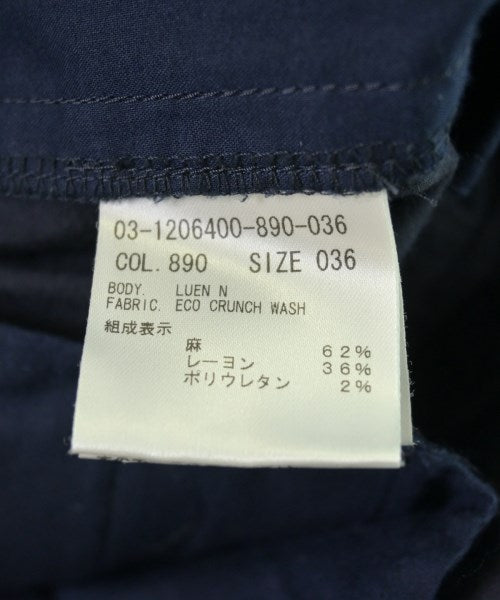 03-1206400-890-036
COL. 890 SIZE 036
BODY. LUEN N
FABRIC. ECO CRUNCH WASH
組成表示
麻 62%
レーヨン 36%
ポリウレタン 2%